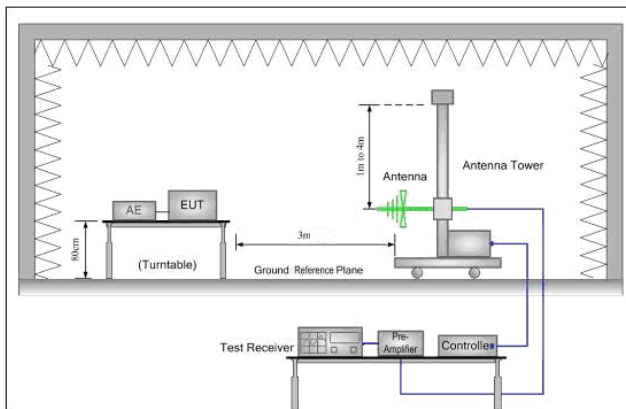 1m to 4m
Antenna
Antenna Tower
AE
EUT
80cm
(Turntable)
3m
Ground Reference Plane
Test Receiver
Pre-
Amplifier
Controller